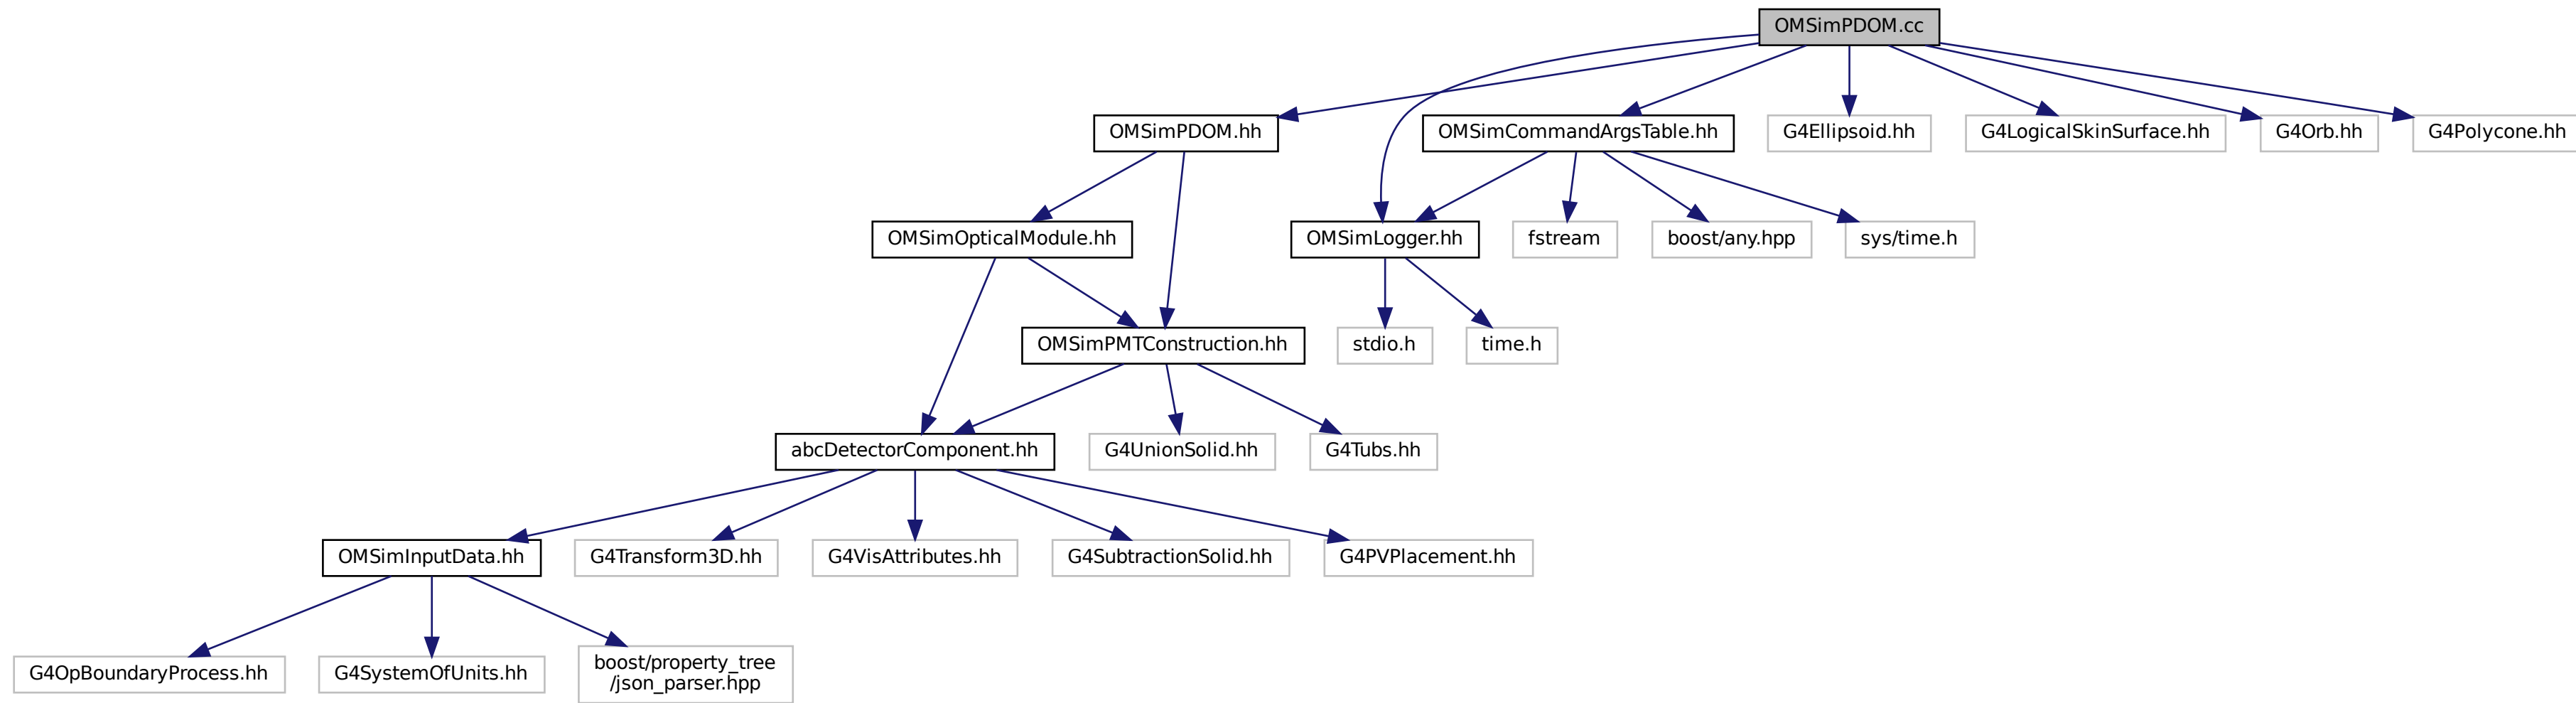 OMSimPDOM.cc
OMSimPDOM.hh
OMSimCommandArgsTable.hh
G4Ellipsoid.hh
G4LogicalSkinSurface.hh
G4Orb.hh
G4Polycone.hh
OMSimOpticalModule.hh
OMSimLogger.hh
fstream
boost/any.hpp
sys/time.h
OMSimPMTConstruction.hh
stdio.h
time.h
abcDetectorComponent.hh
G4UnionSolid.hh
G4Tubs.hh
OMSimInputData.hh
G4Transform3D.hh
G4VisAttributes.hh
G4SubtractionSolid.hh
G4PVPlacement.hh
G4OpBoundaryProcess.hh
G4SystemOfUnits.hh
boost/property_tree
/json_parser.hpp